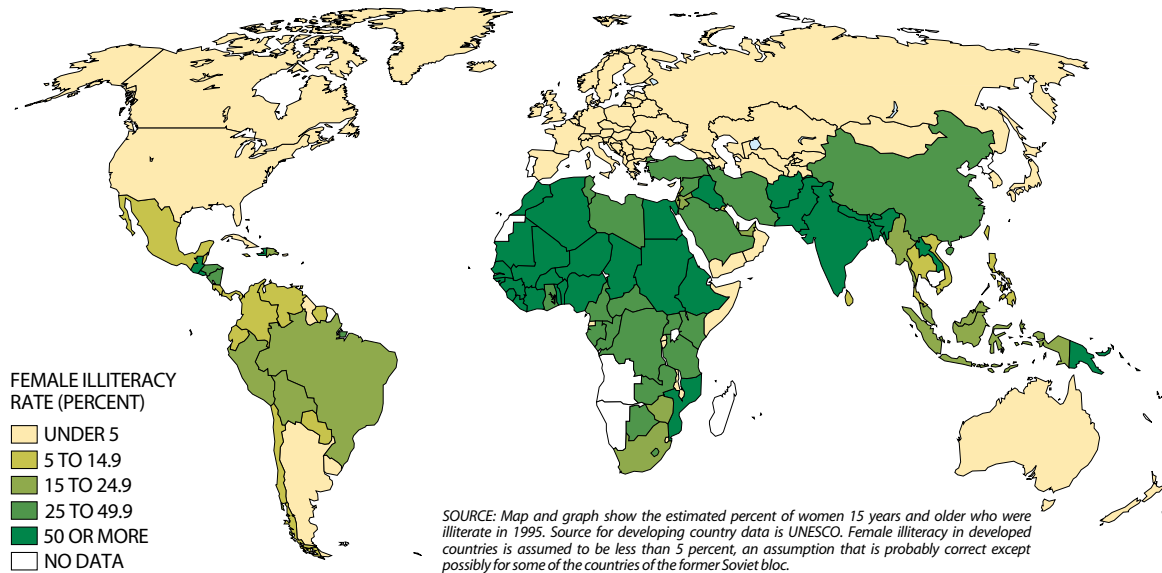 FEMALE ILLITERACY
RATE (PERCENT)
UNDER 5
5 TO 14.9
15 TO 24.9
25 TO 49.9
50 OR MORE
NO DATA
SOURCE: Map and graph show the estimated percent of women 15 years and older who were
illiterate in 1995. Source for developing country data is UNESCO. Female illiteracy in developed
countries is assumed to be less than 5 percent, an assumption that is probably correct except
possibly for some of the countries of the former Soviet bloc.